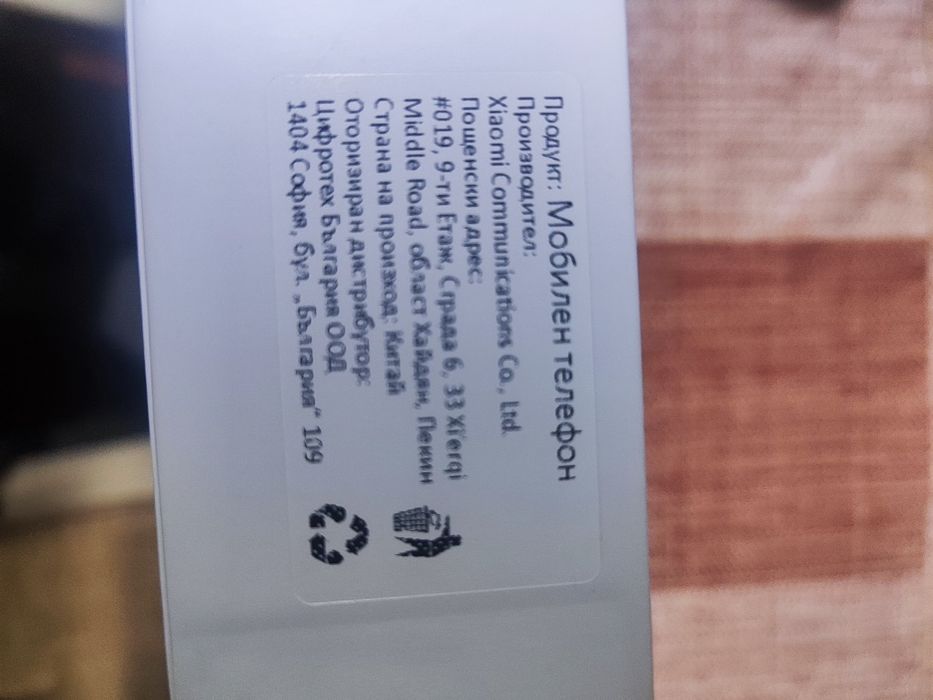 Продукт: Мобилен телефон
Производител:
Xiaomi Communications Co., Ltd.
Пощенски адрес:
#019, 9-ти Етаж, Сграда 6, 33 Xi'erqi
Middle Road, област Хайдян, Пекин
Страна на произход: Китай
Оторизиран дистрибутор:
Цифротех България ООД
1404 София, бул. „България“ 109